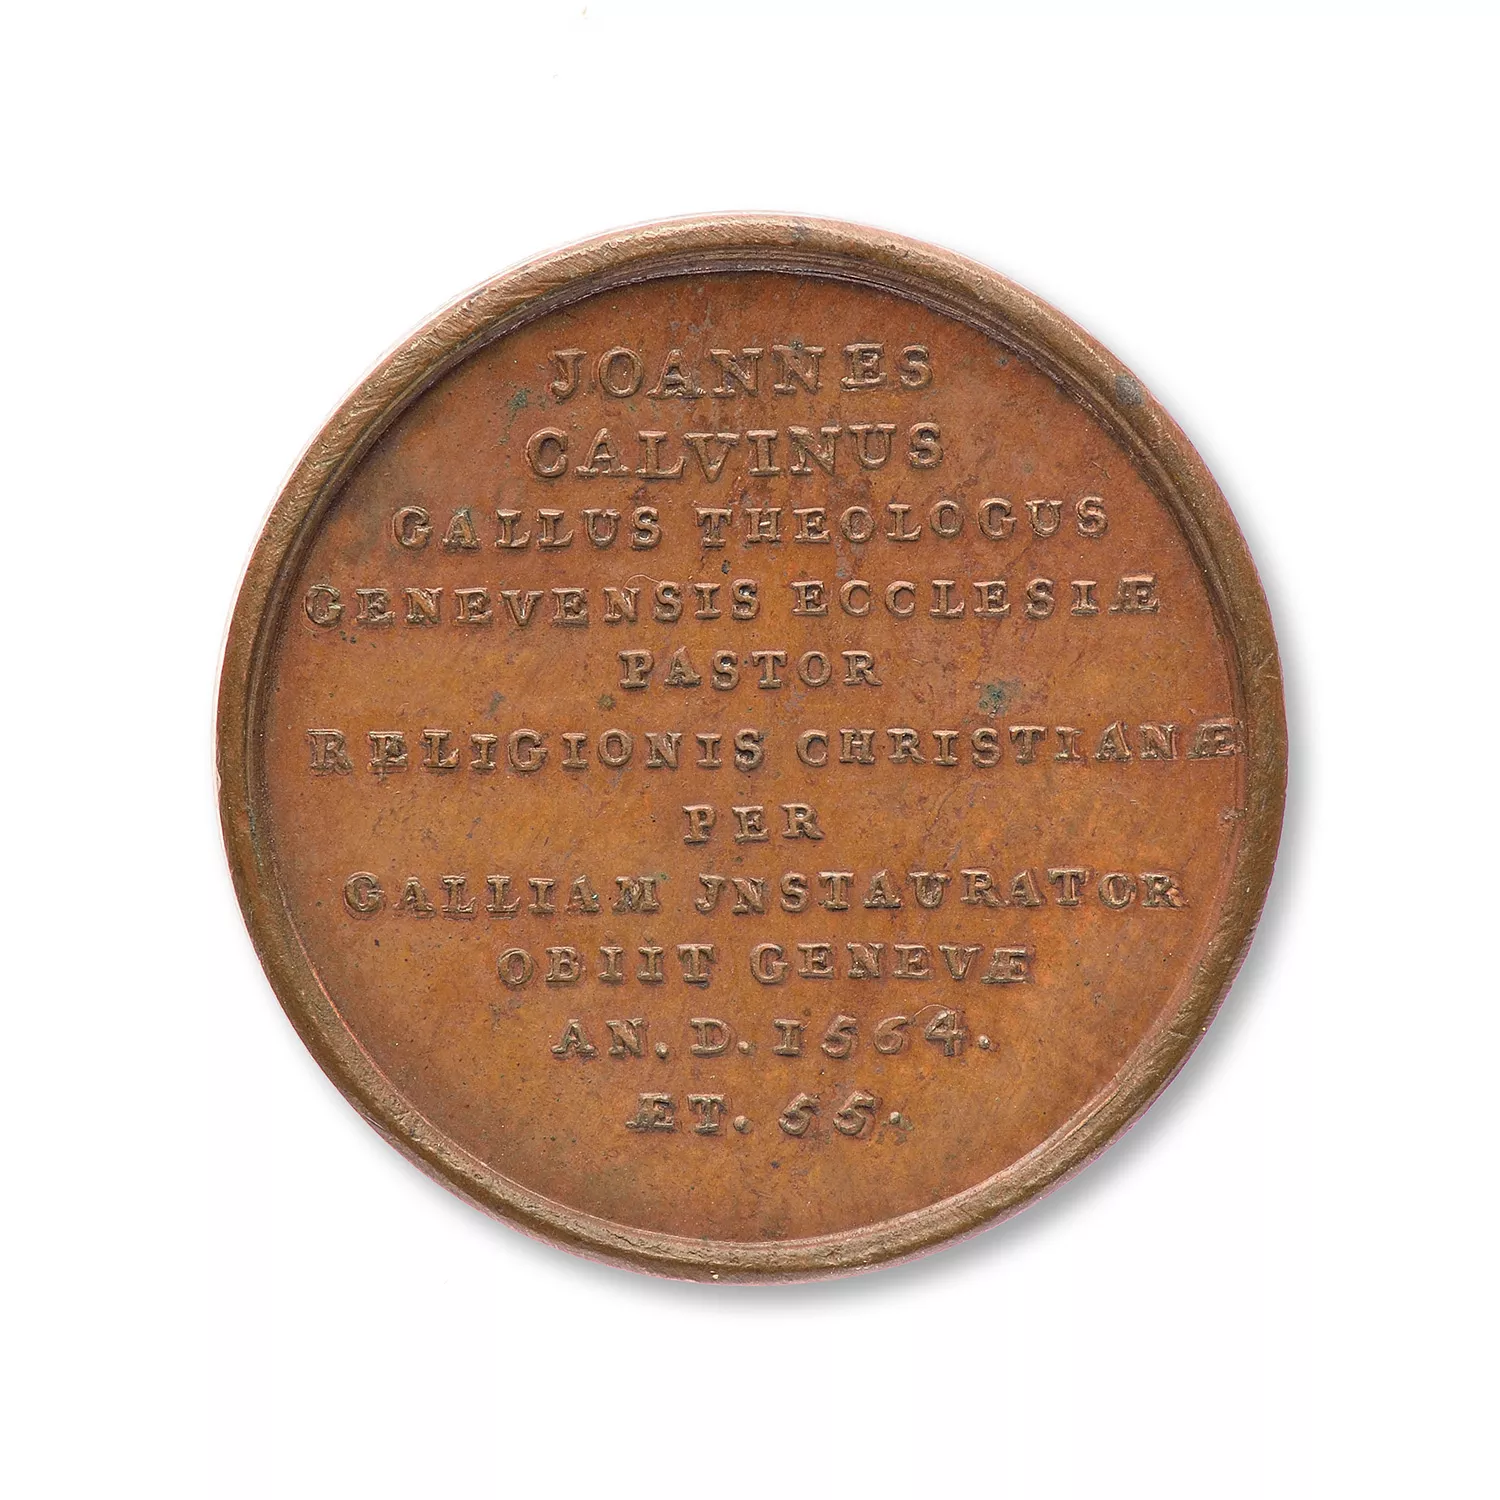 JOANNES
CALVINUS
GALLUS THEOLOGUS
GENEVENSIS ECCLESIÆ
PASTOR
RELIGIONIS CHRISTIANÆ
PER
GALLIAM JNSTAURATOR
OBIIT GENEVÆ
AN. D. 1564.
ÆT. 55.